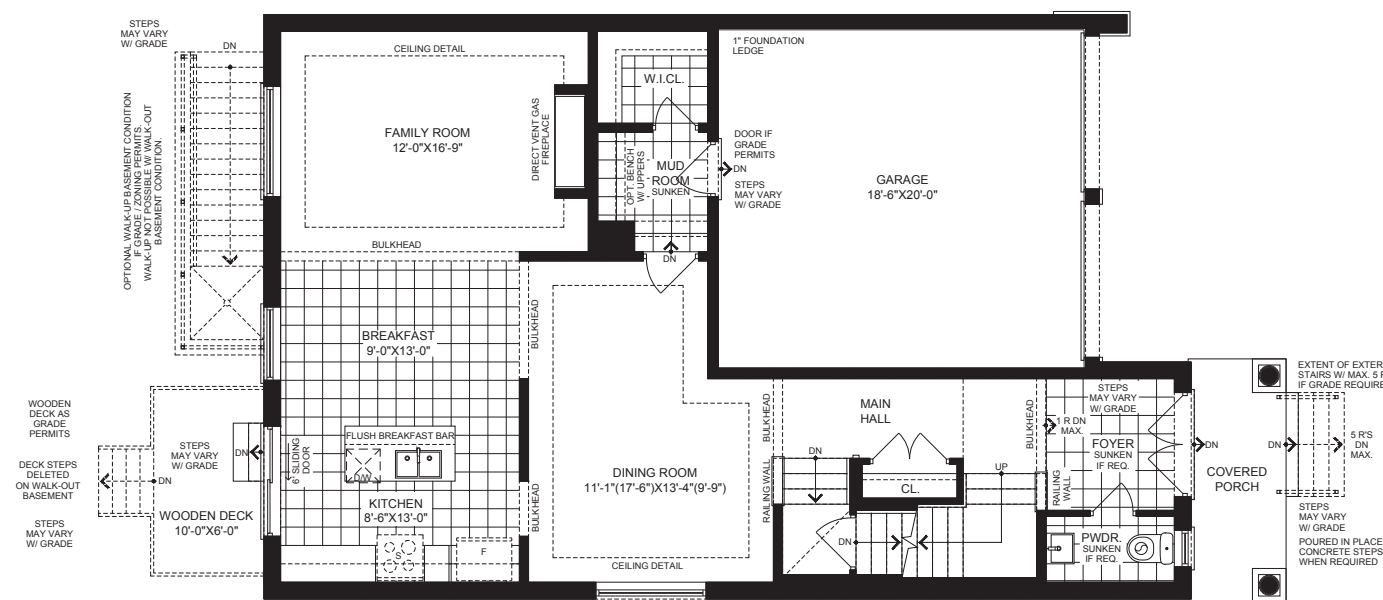 STEPS
MAY VARY
W/ GRADE
DN
OPTIONAL WALK-UP BASEMENT CONDITION
IF GRADE / ZONING PERMITS.
WALK-UP NOT POSSIBLE W/ WALK-OUT
BASEMENT CONDITION.
CEILING DETAIL
FAMILY ROOM
12'-0"X16'-9"
DIRECT VENT GAS
FIREPLACE
BULKHEAD
W.I.CL.
OPT. BENCH
W/ UPPERS
MUD
ROOM
SUNKEN
DN
1" FOUNDATION
LEDGE
DOOR IF
GRADE
PERMITS
DN
STEPS
MAY VARY
W/ GRADE
GARAGE
18'-6"X20'-0"
BREAKFAST
9'-0"X13'-0"
BULKHEAD
WOODEN
DECK AS
GRADE
PERMITS
DECK STEPS
DELETED
ON WALK-OUT
BASEMENT
STEPS
MAY VARY
W/ GRADE
STEPS
MAY VARY
W/ GRADE
DN
DN
WOODEN DECK
10'-0"X6'-0"
6' SLIDING
DOOR
FLUSH BREAKFAST BAR
D/W
KITCHEN
8'-6"X13'-0"
S
F
BULKHEAD
DINING ROOM
11'-1"(17'-6")X13'-4"(9'-9")
CEILING DETAIL
BULKHEAD
RAILING WALL
MAIN
HALL
DN
CL.
UP
DN
BULKHEAD
STEPS
MAY VARY
W/ GRADE
1 R DN
MAX.
FOYER
SUNKEN
IF REQ.
RAILING
WALL
PWDR.
SUNKEN
IF REQ.
DN
COVERED
PORCH
DN
EXTENT OF EXTER
STAIRS W/ MAX. 5 R
IF GRADE REQUIRE
5 R'S
DN
MAX.
STEPS
MAY VARY
W/ GRADE
POURED IN PLACE
CONCRETE STEPS
WHEN REQUIRED